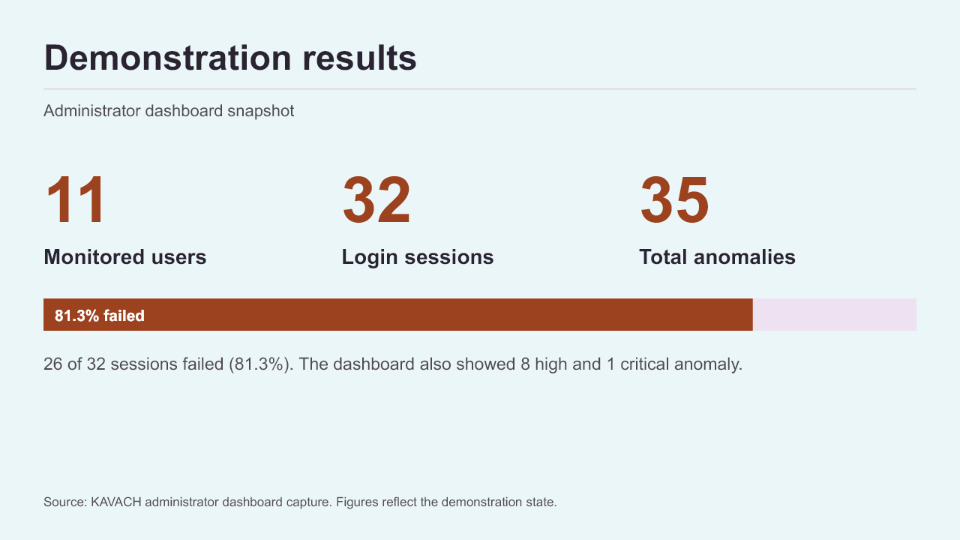 Demonstration results
Administrator dashboard snapshot
11
32
35
Monitored users
Login sessions
Total anomalies
81.3% failed
26 of 32 sessions failed (81.3%). The dashboard also showed 8 high and 1 critical anomaly.
Source: KAVACH administrator dashboard capture. Figures reflect the demonstration state.